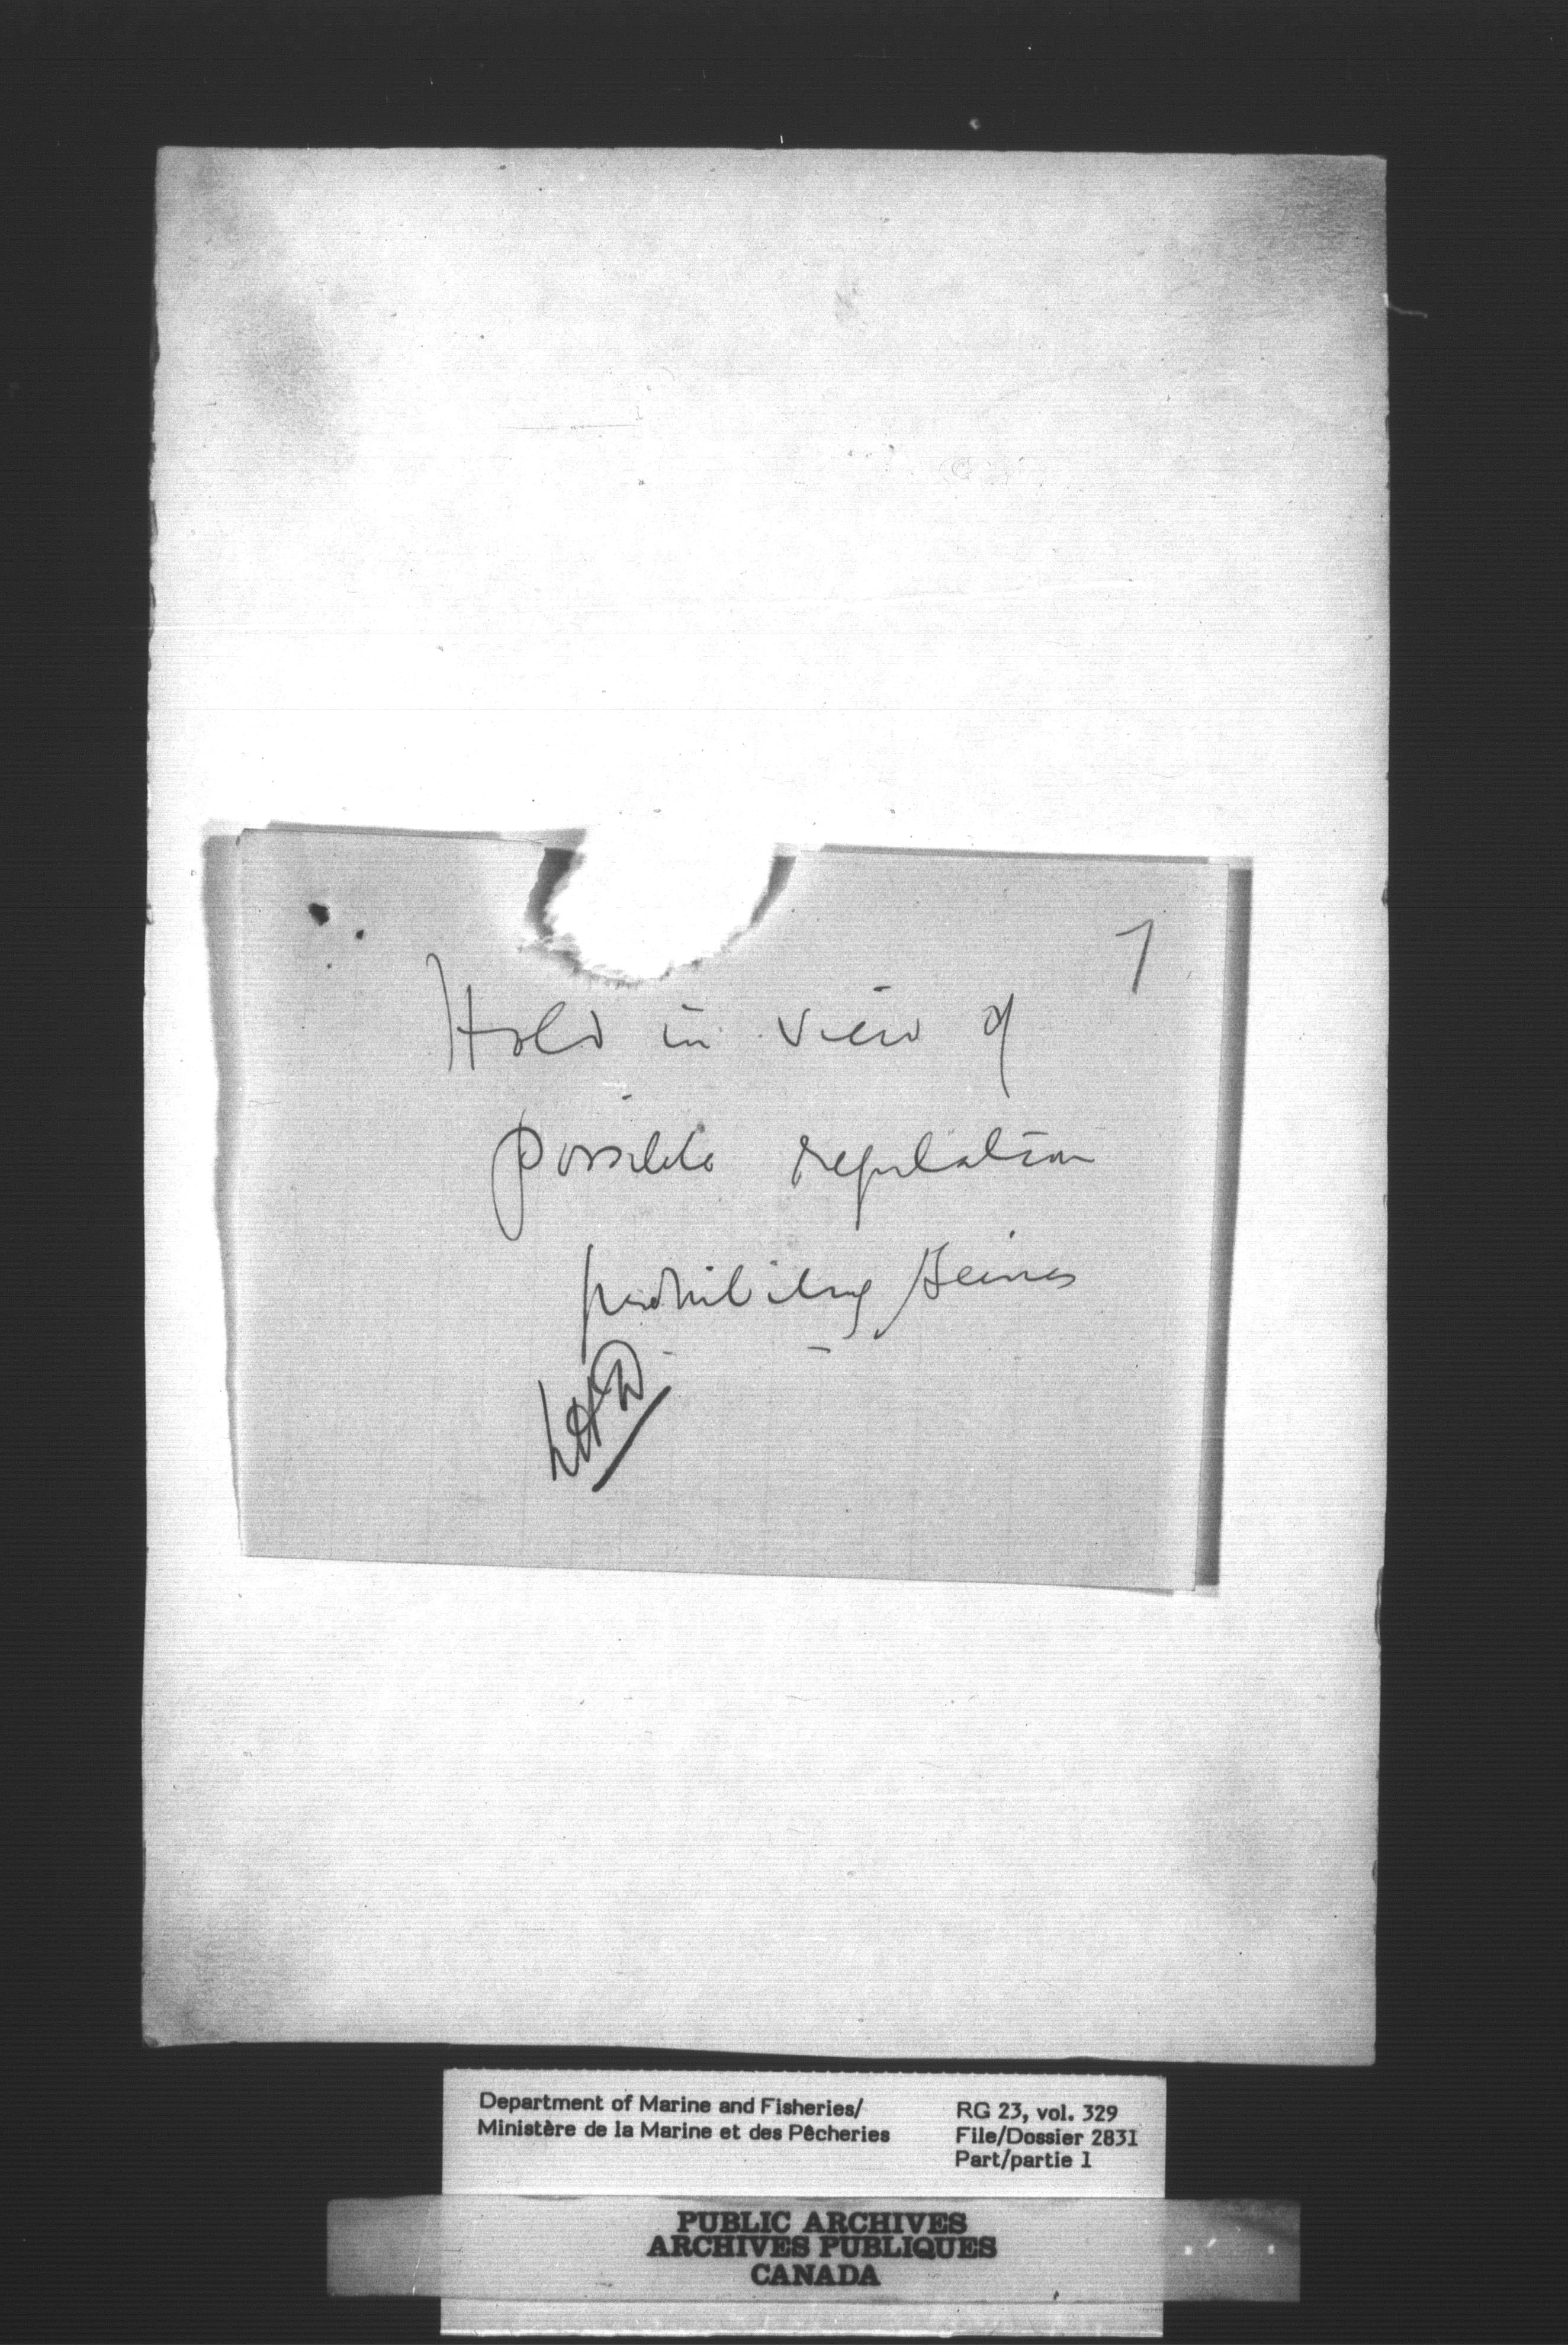 7
Hold in view of
possible regulation
prohibiting Seines
Department of Marine and Fisheries/
Ministère de la Marine et des Pêcheries
RG 23, vol. 329
File/Dossier 2831
Part/partie 1
PUBLIC ARCHIVES
ARCHIVES PUBLIQUES
CANADA